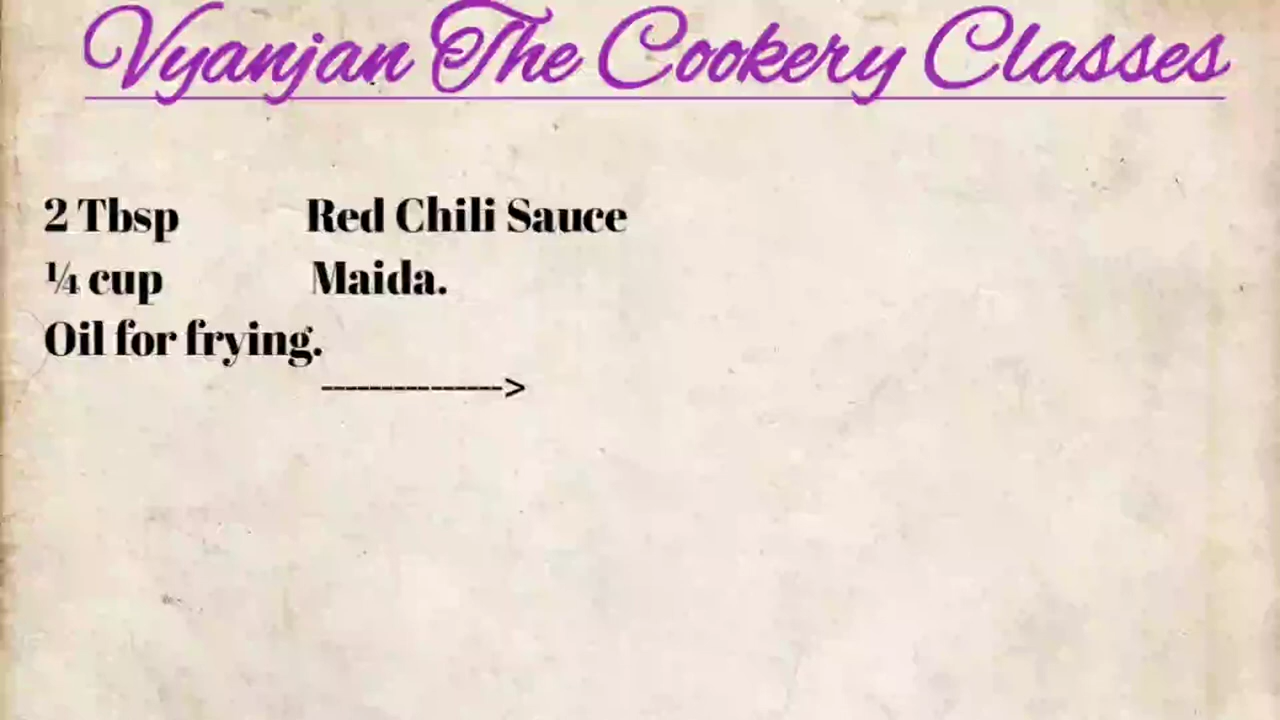 Vyanjan The Cookery Classes
2 Tbsp Red Chili Sauce
¼ cup Maida.
Oil for frying.
--------------->